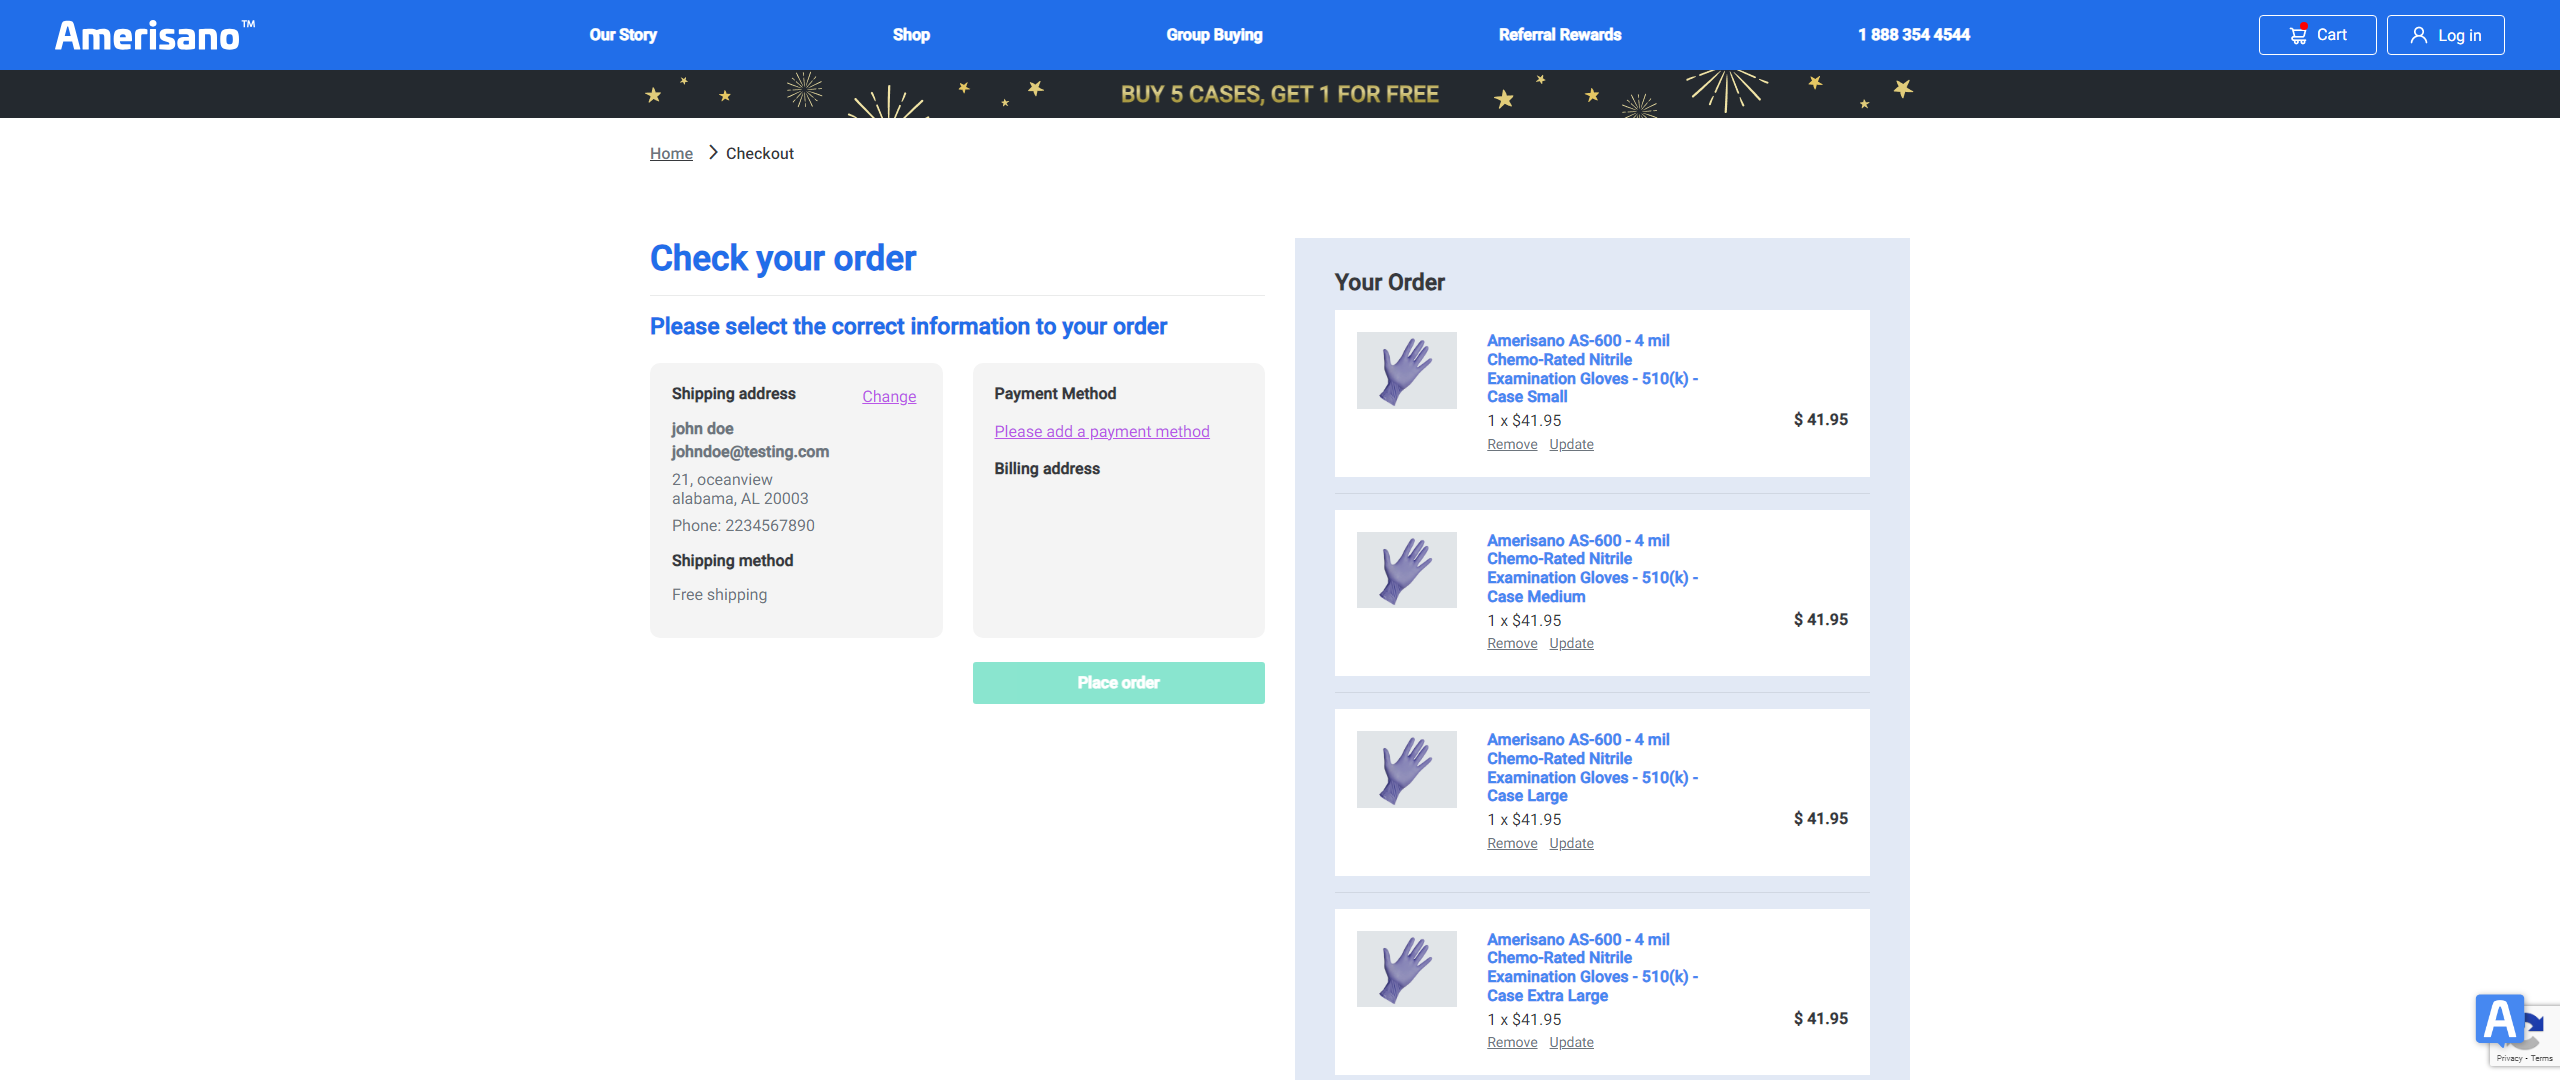 Amerisano™
Our Story
Shop
Group Buying
Referral Rewards
1 888 354 4544
Cart
Log in
BUY 5 CASES, GET 1 FOR FREE
Home
Checkout
Check your order
Please select the correct information to your order
Shipping address
Change
john doe
johndoe@testing.com
21, oceanview
alabama, AL 20003
Phone: 2234567890
Shipping method
Free shipping
Payment Method
Please add a payment method
Billing address
Place order
Your Order
Amerisano AS-600 - 4 mil
Chemo-Rated Nitrile
Examination Gloves - 510(k) -
Case Small
1 x $41.95
$ 41.95
Remove Update
Amerisano AS-600 - 4 mil
Chemo-Rated Nitrile
Examination Gloves - 510(k) -
Case Medium
1 x $41.95
$ 41.95
Remove Update
Amerisano AS-600 - 4 mil
Chemo-Rated Nitrile
Examination Gloves - 510(k) -
Case Large
1 x $41.95
$ 41.95
Remove Update
Amerisano AS-600 - 4 mil
Chemo-Rated Nitrile
Examination Gloves - 510(k) -
Case Extra Large
1 x $41.95
$ 41.95
Remove Update
A
Privacy - Terms